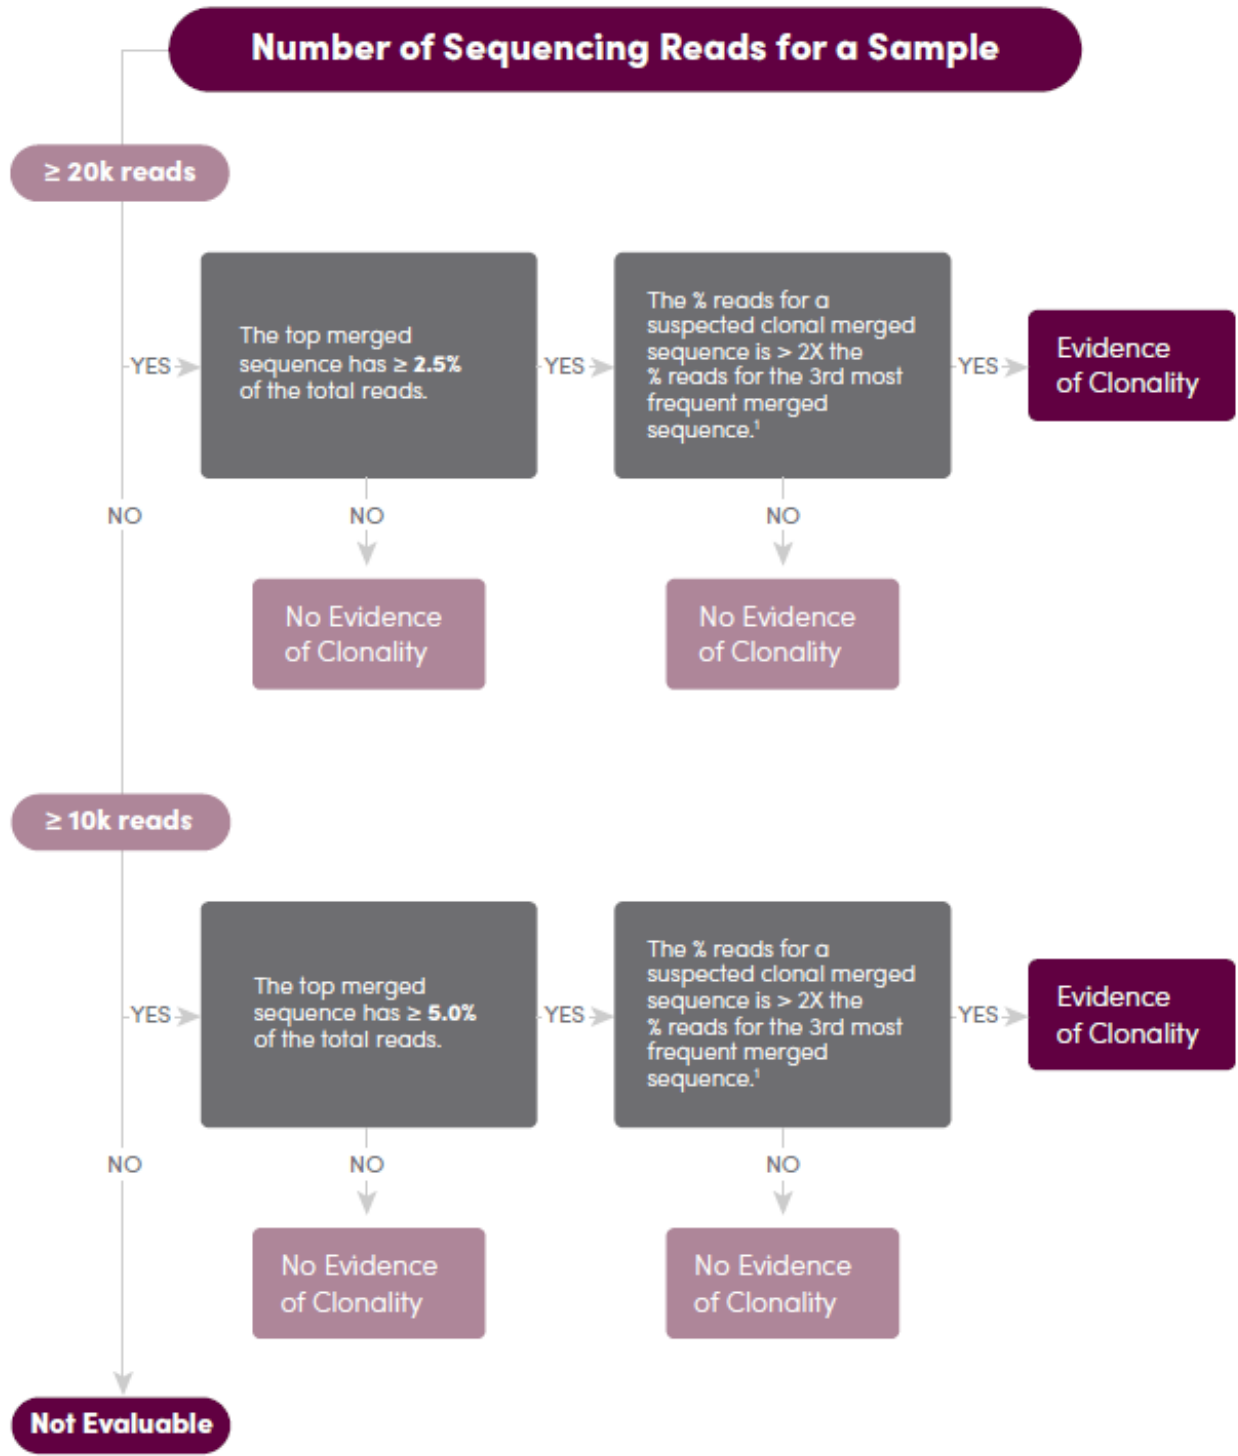 Number of Sequencing Reads for a Sample
≥ 20k reads
YES
The top merged
sequence has ≥ 2.5%
of the total reads.
YES
The % reads for a
suspected clonal merged
sequence is > 2X the
% reads for the 3rd most
frequent merged
sequence.¹
YES
Evidence
of Clonality
NO
NO
NO
No Evidence
of Clonality
No Evidence
of Clonality
≥ 10k reads
YES
The top merged
sequence has ≥ 5.0%
of the total reads.
YES
The % reads for a
suspected clonal merged
sequence is > 2X the
% reads for the 3rd most
frequent merged
sequence.¹
YES
Evidence
of Clonality
NO
NO
NO
No Evidence
of Clonality
No Evidence
of Clonality
Not Evaluable